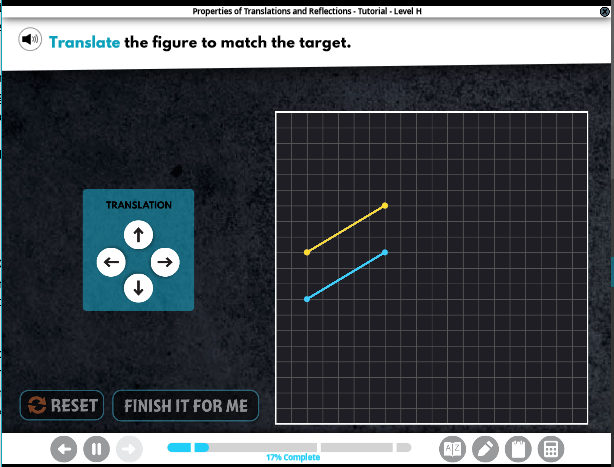 Properties of Translations and Reflections - Tutorial - Level H
Translate the figure to match the target.
TRANSLATION
RESET
FINISH IT FOR ME
17% Complete